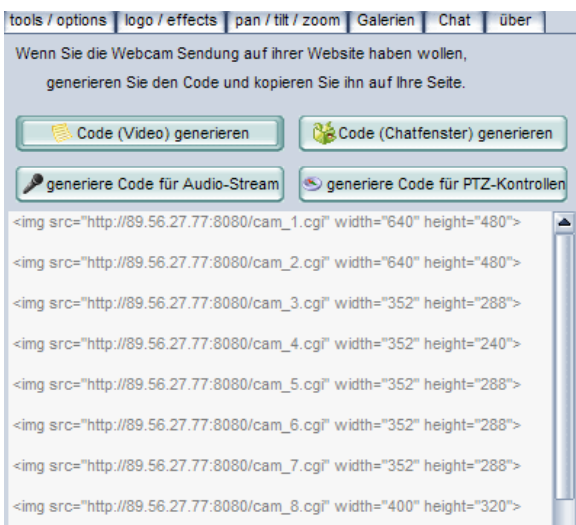 tools / options logo / effects pan / tilt / zoom Galerien Chat über
Wenn Sie die Webcam Sendung auf ihrer Website haben wollen,
generieren Sie den Code und kopieren Sie ihn auf Ihre Seite.
Code (Video) generieren Code (Chatfenster) generieren
generiere Code für Audio-Stream generiere Code für PTZ-Kontrollen
<img src="http://89.56.27.77:8080/cam_1.cgi" width="640" height="480">
<img src="http://89.56.27.77:8080/cam_2.cgi" width="640" height="480">
<img src="http://89.56.27.77:8080/cam_3.cgi" width="352" height="288">
<img src="http://89.56.27.77:8080/cam_4.cgi" width="352" height="240">
<img src="http://89.56.27.77:8080/cam_5.cgi" width="352" height="288">
<img src="http://89.56.27.77:8080/cam_6.cgi" width="352" height="288">
<img src="http://89.56.27.77:8080/cam_7.cgi" width="352" height="288">
<img src="http://89.56.27.77:8080/cam_8.cgi" width="400" height="320">